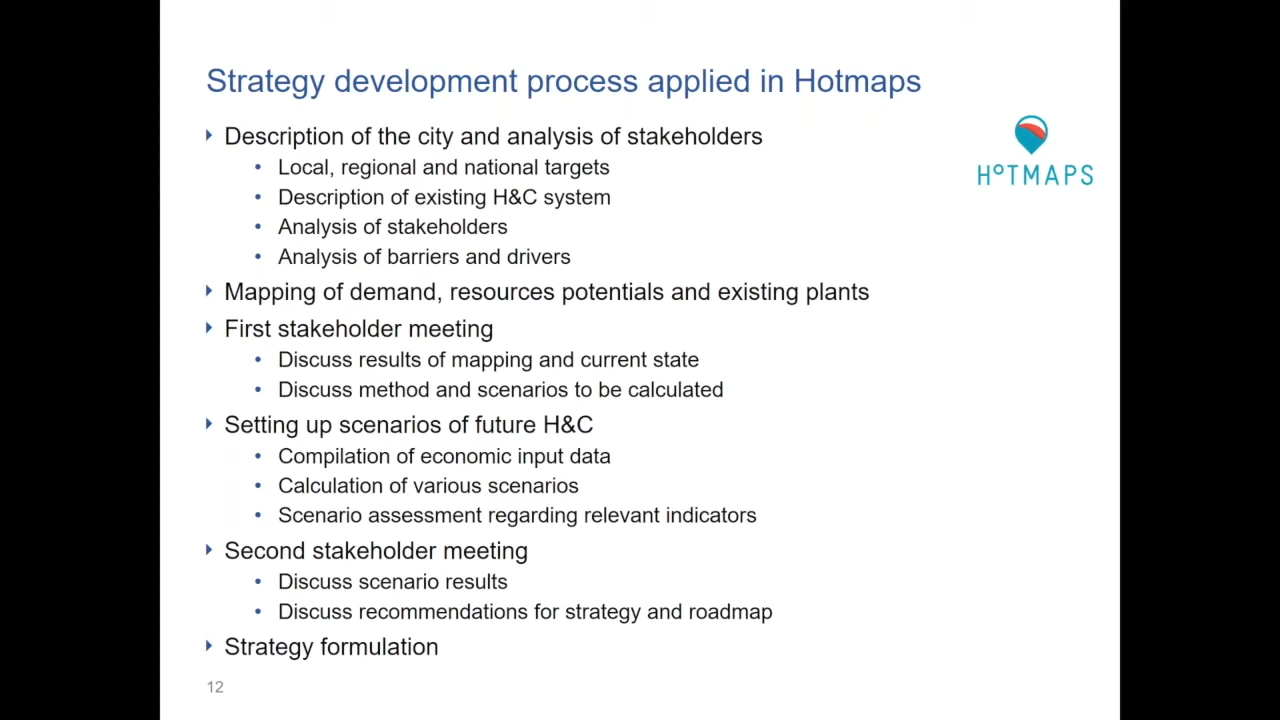 Strategy development process applied in Hotmaps
HOTMAPS
Description of the city and analysis of stakeholders
Local, regional and national targets
Description of existing H&C system
Analysis of stakeholders
Analysis of barriers and drivers
Mapping of demand, resources potentials and existing plants
First stakeholder meeting
Discuss results of mapping and current state
Discuss method and scenarios to be calculated
Setting up scenarios of future H&C
Compilation of economic input data
Calculation of various scenarios
Scenario assessment regarding relevant indicators
Second stakeholder meeting
Discuss scenario results
Discuss recommendations for strategy and roadmap
Strategy formulation
12